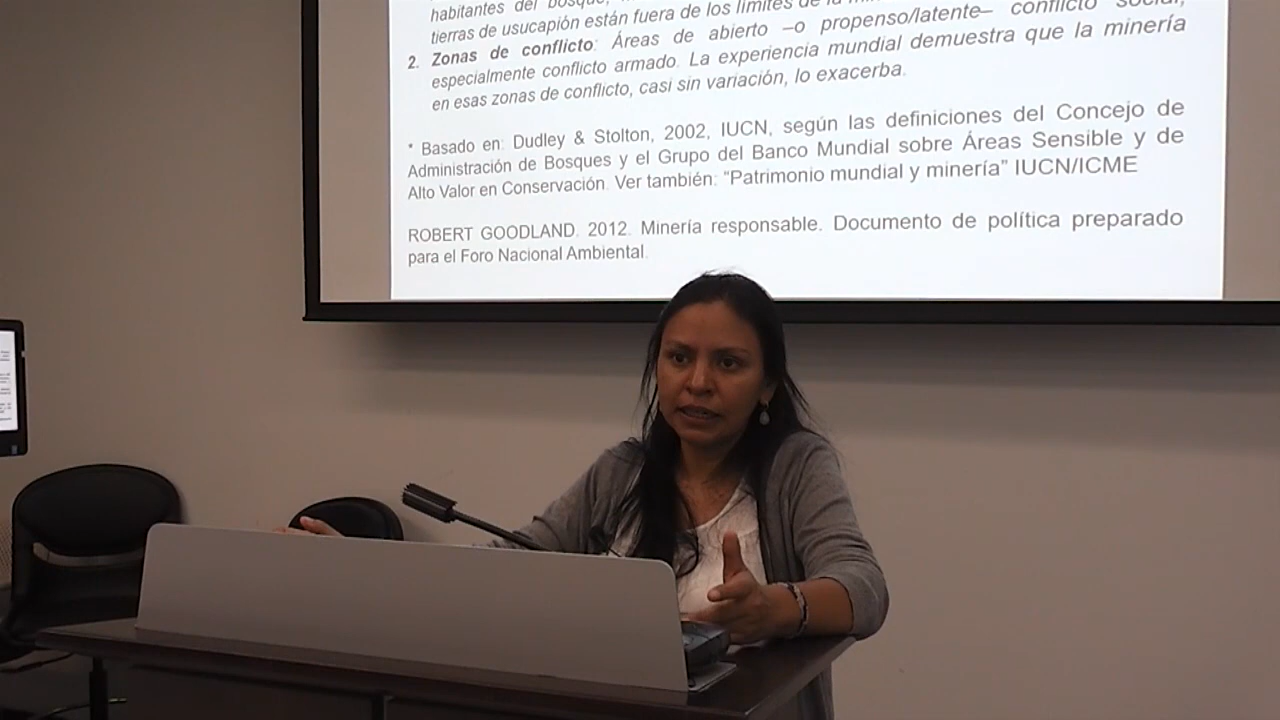 habitantes del bosque,
tierras de usucapión están fuera de los límites de la
2. Zonas de conflicto: Áreas de abierto –o propenso/latente– conflicto social,
especialmente conflicto armado. La experiencia mundial demuestra que la minería
en esas zonas de conflicto, casi sin variación, lo exacerba.
* Basado en: Dudley & Stolton, 2002, IUCN, según las definiciones del Concejo de
Administración de Bosques y el Grupo del Banco Mundial sobre Áreas Sensible y de
Alto Valor en Conservación. Ver también: "Patrimonio mundial y minería" IUCN/ICME
ROBERT GOODLAND. 2012. Minería responsable. Documento de política preparado
para el Foro Nacional Ambiental.